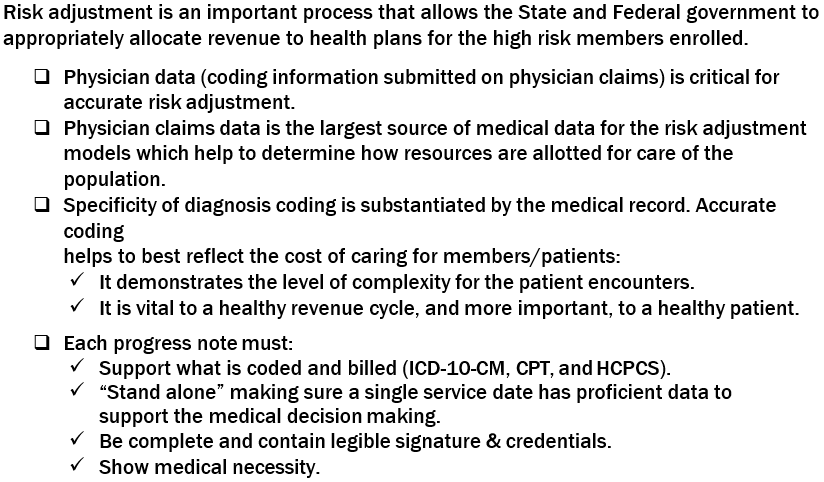 Risk adjustment is an important process that allows the State and Federal government to
appropriately allocate revenue to health plans for the high risk members enrolled.
❑ Physician data (coding information submitted on physician claims) is critical for
accurate risk adjustment.
❑ Physician claims data is the largest source of medical data for the risk adjustment
models which help to determine how resources are allotted for care of the
population.
❑ Specificity of diagnosis coding is substantiated by the medical record. Accurate
coding
helps to best reflect the cost of caring for members/patients:
✓ It demonstrates the level of complexity for the patient encounters.
✓ It is vital to a healthy revenue cycle, and more important, to a healthy patient.
❑ Each progress note must:
✓ Support what is coded and billed (ICD-10-CM, CPT, and HCPCS).
✓ “Stand alone” making sure a single service date has proficient data to
support the medical decision making.
✓ Be complete and contain legible signature & credentials.
✓ Show medical necessity.